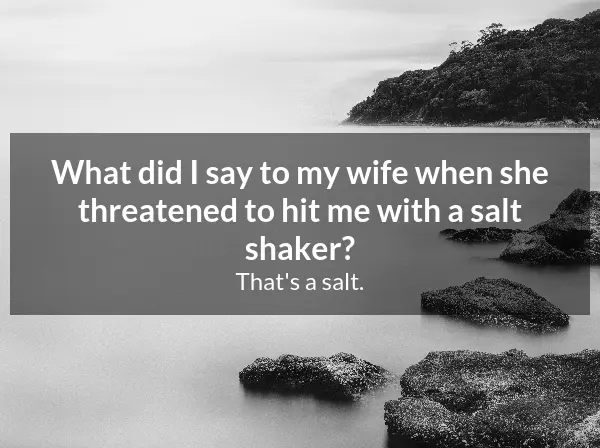 What did I say to my wife when she
threatened to hit me with a salt
shaker?
That's a salt.